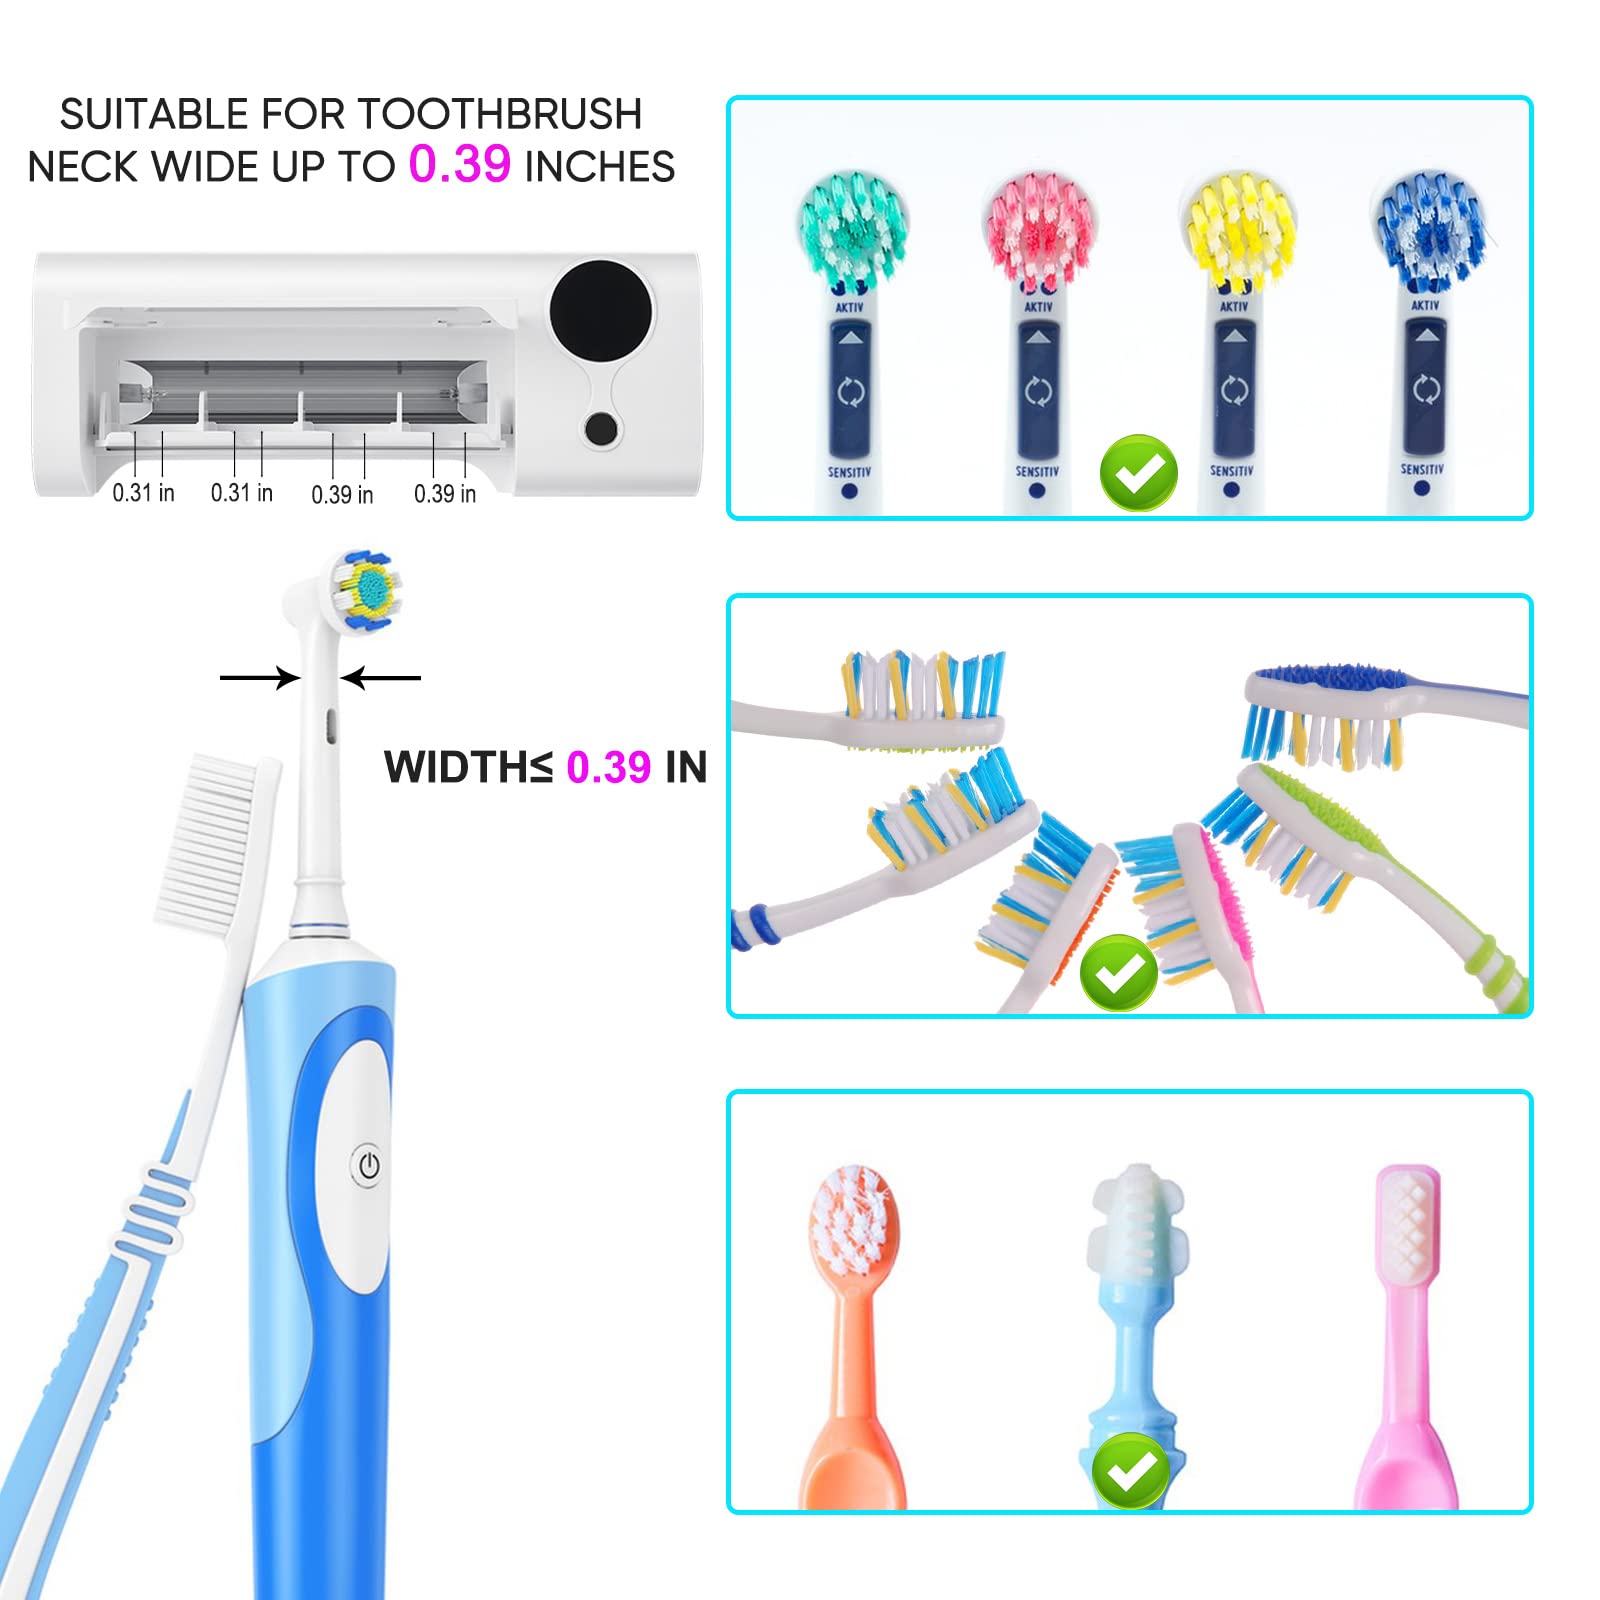 SUITABLE FOR TOOTHBRUSH
NECK WIDE UP TO 0.39 INCHES
0.31 in
0.31 in
0.39 in
0.39 in
WIDTH≤ 0.39 IN
AKTIV
AKTIV
AKTIV
AKTIV
SENSITIV
SENSITIV
SENSITIV
SENSITIV